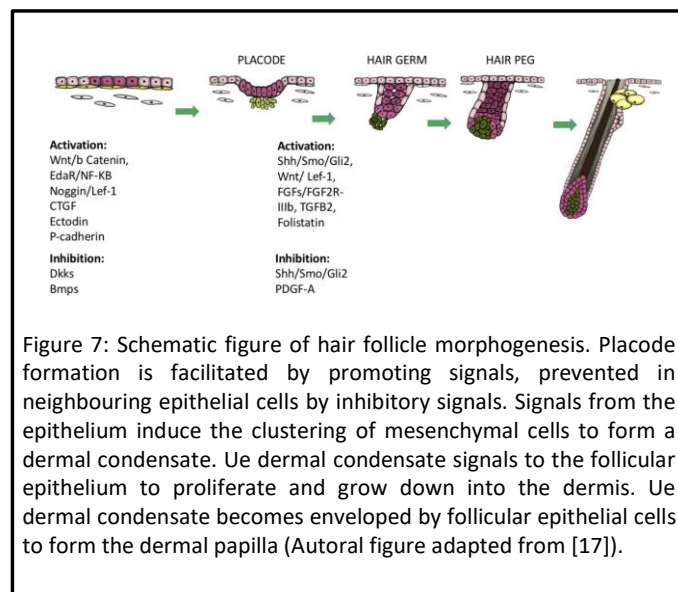 PLACODE
HAIR GERM
HAIR PEG
Activation:
Wnt/b Catenin,
EdaR/NF-KB
Noggin/Lef-1
CTGF
Ectodin
P-cadherin
Inhibition:
Dkks
Bmps
Activation:
Shh/Smo/Gli2,
Wnt/ Lef-1,
FGFs/FGF2R-
IIIb, TGFB2,
Folistatin
Inhibition:
Shh/Smo/Gli2
PDGF-A
Figure 7: Schematic figure of hair follicle morphogenesis. Placode
formation is facilitated by promoting signals, prevented in
neighbouring epithelial cells by inhibitory signals. Signals from the
epithelium induce the clustering of mesenchymal cells to form a
dermal condensate. Ue dermal condensate signals to the follicular
epithelium to proliferate and grow down into the dermis. Ue
dermal condensate becomes enveloped by follicular epithelial cells
to form the dermal papilla (Autoral figure adapted from [17]).